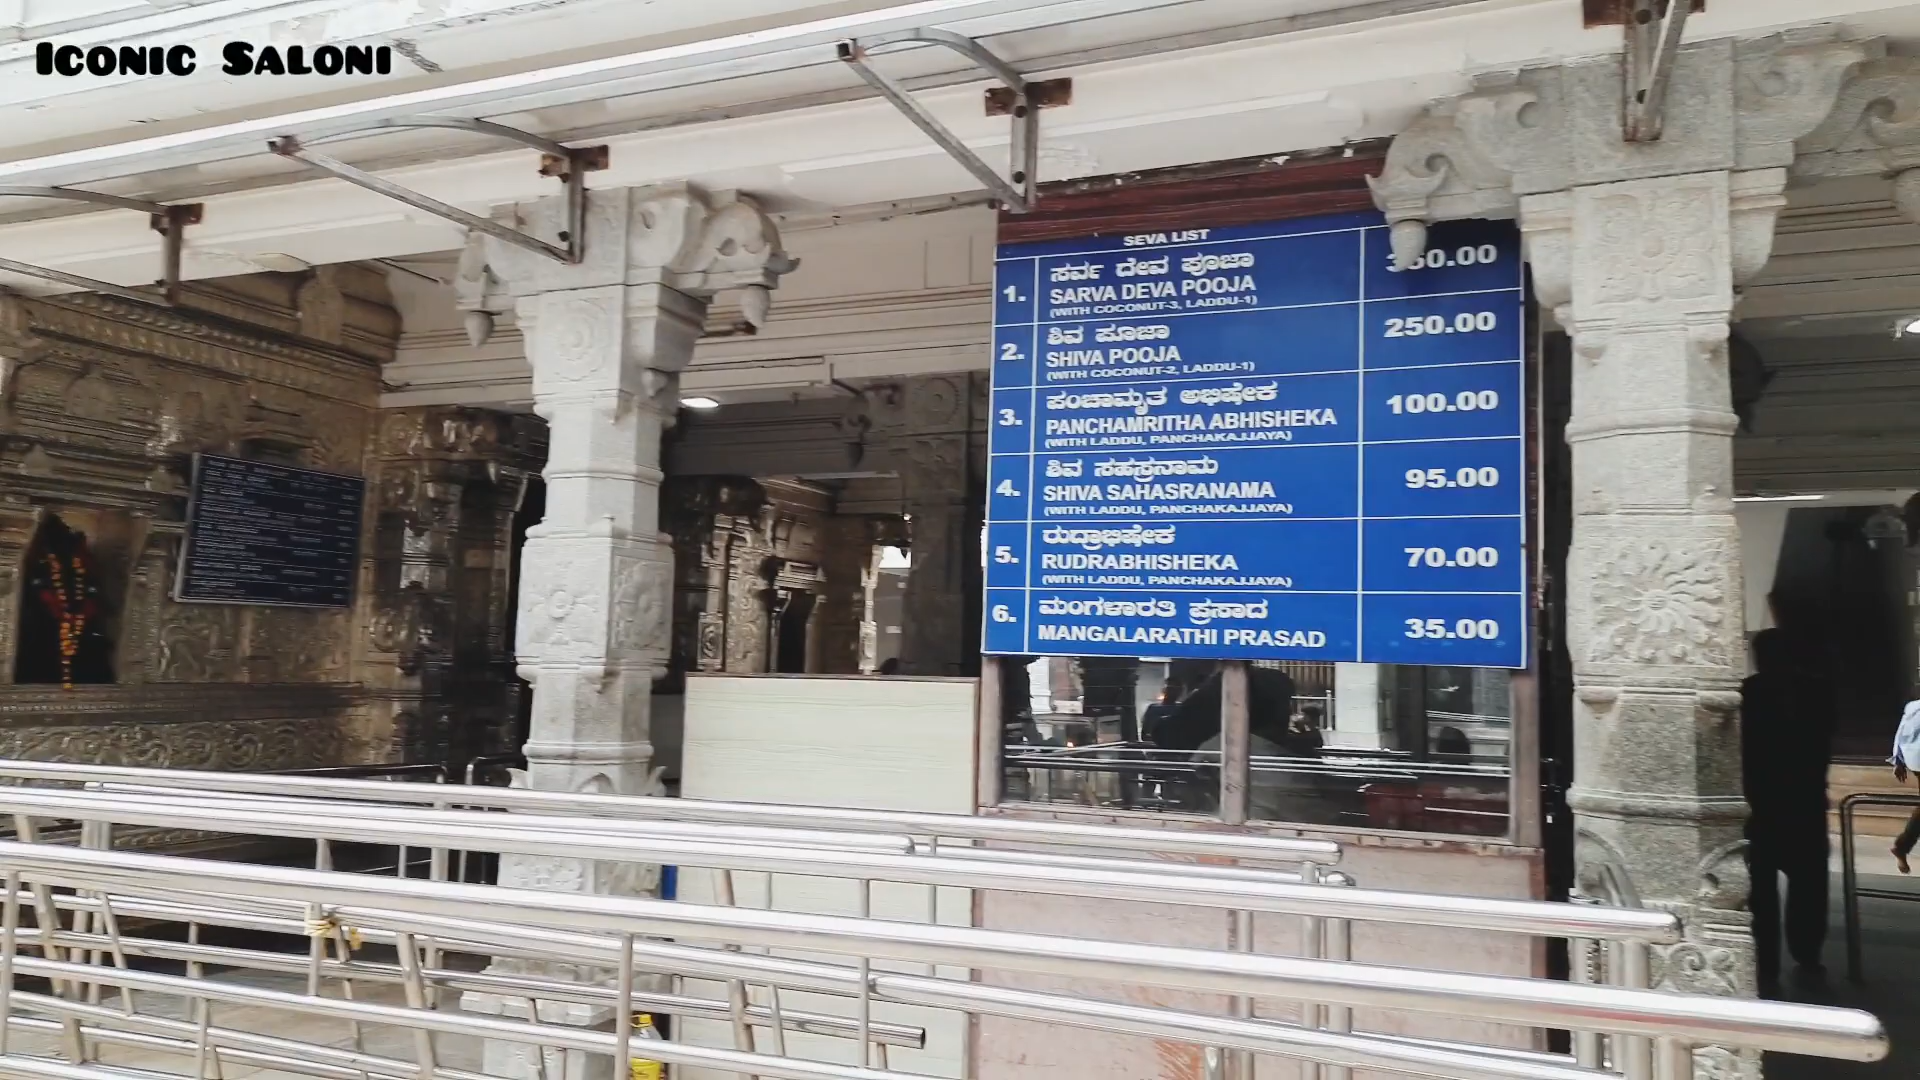 Iconic Saloni
SEVA LIST
1.
ಸರ್ವ ದೇವ ಪೂಜಾ
SARVA DEVA POOJA
(WITH COCONUT-3, LADDU-1)
350.00
2.
ಶಿವ ಪೂಜಾ
SHIVA POOJA
(WITH COCONUT-2, LADDU-1)
250.00
3.
ಪಂಚಾಮೃತ ಅಭಿಷೇಕ
PANCHAMRITHA ABHISHEKA
(WITH LADDU, PANCHAKAJJAYA)
100.00
4.
ಶಿವ ಸಹಸ್ರನಾಮ
SHIVA SAHASRANAMA
(WITH LADDU, PANCHAKAJJAYA)
95.00
5.
ರುದ್ರಾಭಿಷೇಕ
RUDRABHISHEKA
(WITH LADDU, PANCHAKAJJAYA)
70.00
6.
ಮಂಗಳಾರತಿ ಪ್ರಸಾದ
MANGALARATHI PRASAD
35.00